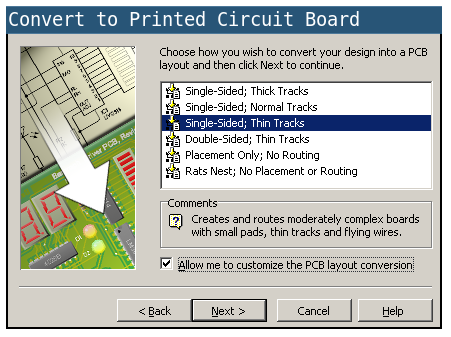 Convert to Printed Circuit Board
Choose how you wish to convert your design into a PCB
layout and then click Next to continue.
Single-Sided; Thick Tracks
Single-Sided; Normal Tracks
Single-Sided; Thin Tracks
Double-Sided; Thin Tracks
Placement Only; No Routing
Rats Nest; No Placement or Routing
Comments
Creates and routes moderately complex boards
with small pads, thin tracks and flying wires.
Allow me to customize the PCB layout conversion
< Back
Next >
Cancel
Help